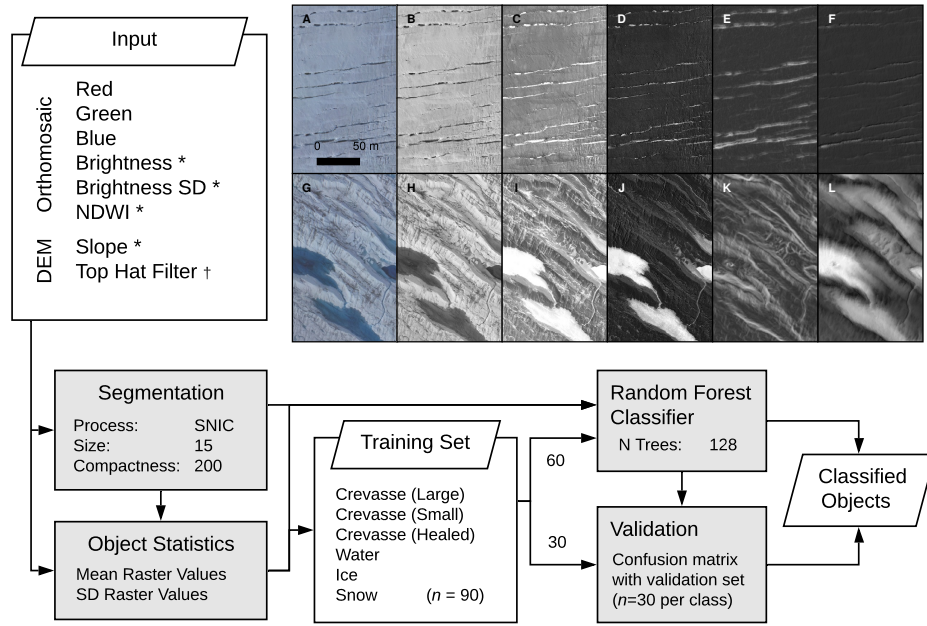 Input
Orthomosaic
Red
Green
Blue
Brightness *
Brightness SD *
NDWI *
DEM
Slope *
Top Hat Filter †
A
B
C
D
E
F
0 50 m
G
H
I
J
K
L
Segmentation
Process: SNIC
Size: 15
Compactness: 200
Object Statistics
Mean Raster Values
SD Raster Values
Training Set
Crevasse (Large)
Crevasse (Small)
Crevasse (Healed)
Water
Ice
Snow (n = 90)
60
30
Random Forest
Classifier
N Trees: 128
Validation
Confusion matrix
with validation set
(n=30 per class)
Classified
Objects